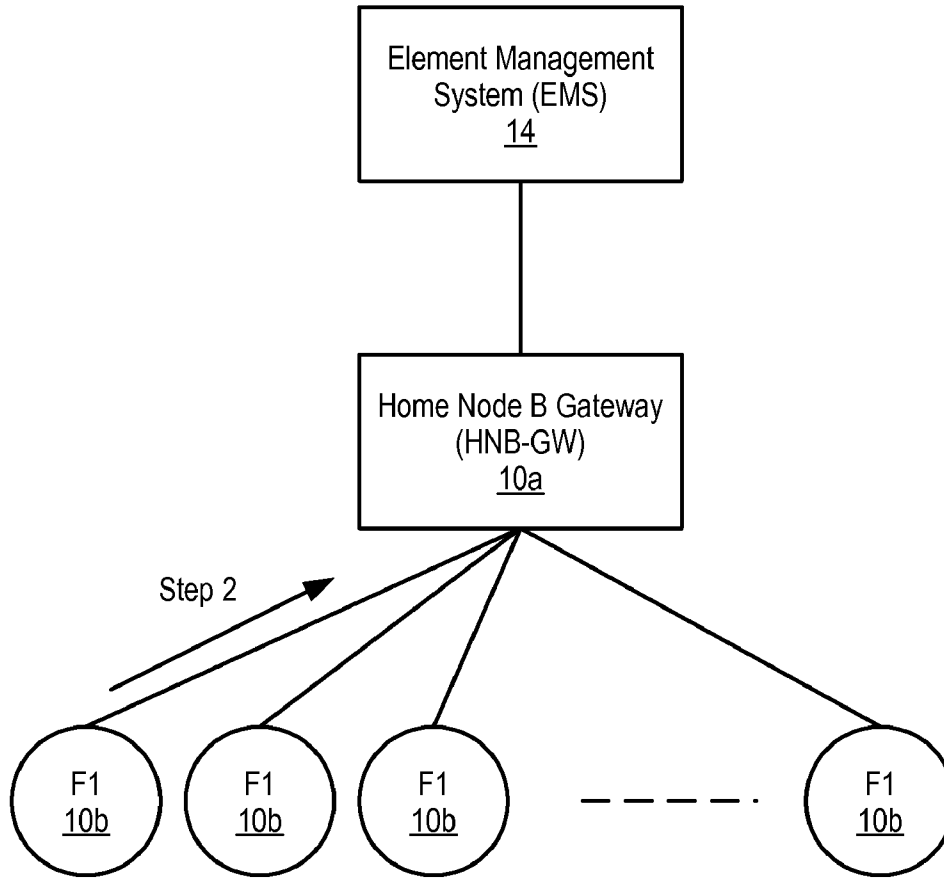 Element Management
System (EMS)
14
Home Node B Gateway
(HNB-GW)
10a
Step 2
F1
10b
F1
10b
F1
10b
F1
10b